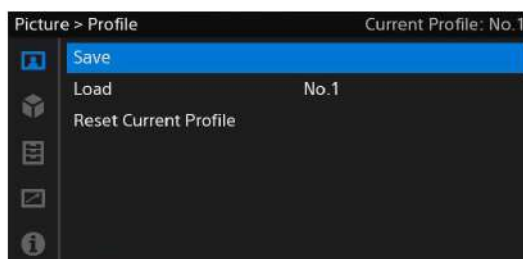 Picture > Profile Current Profile: No.1
Save
Load No.1
Reset Current Profile